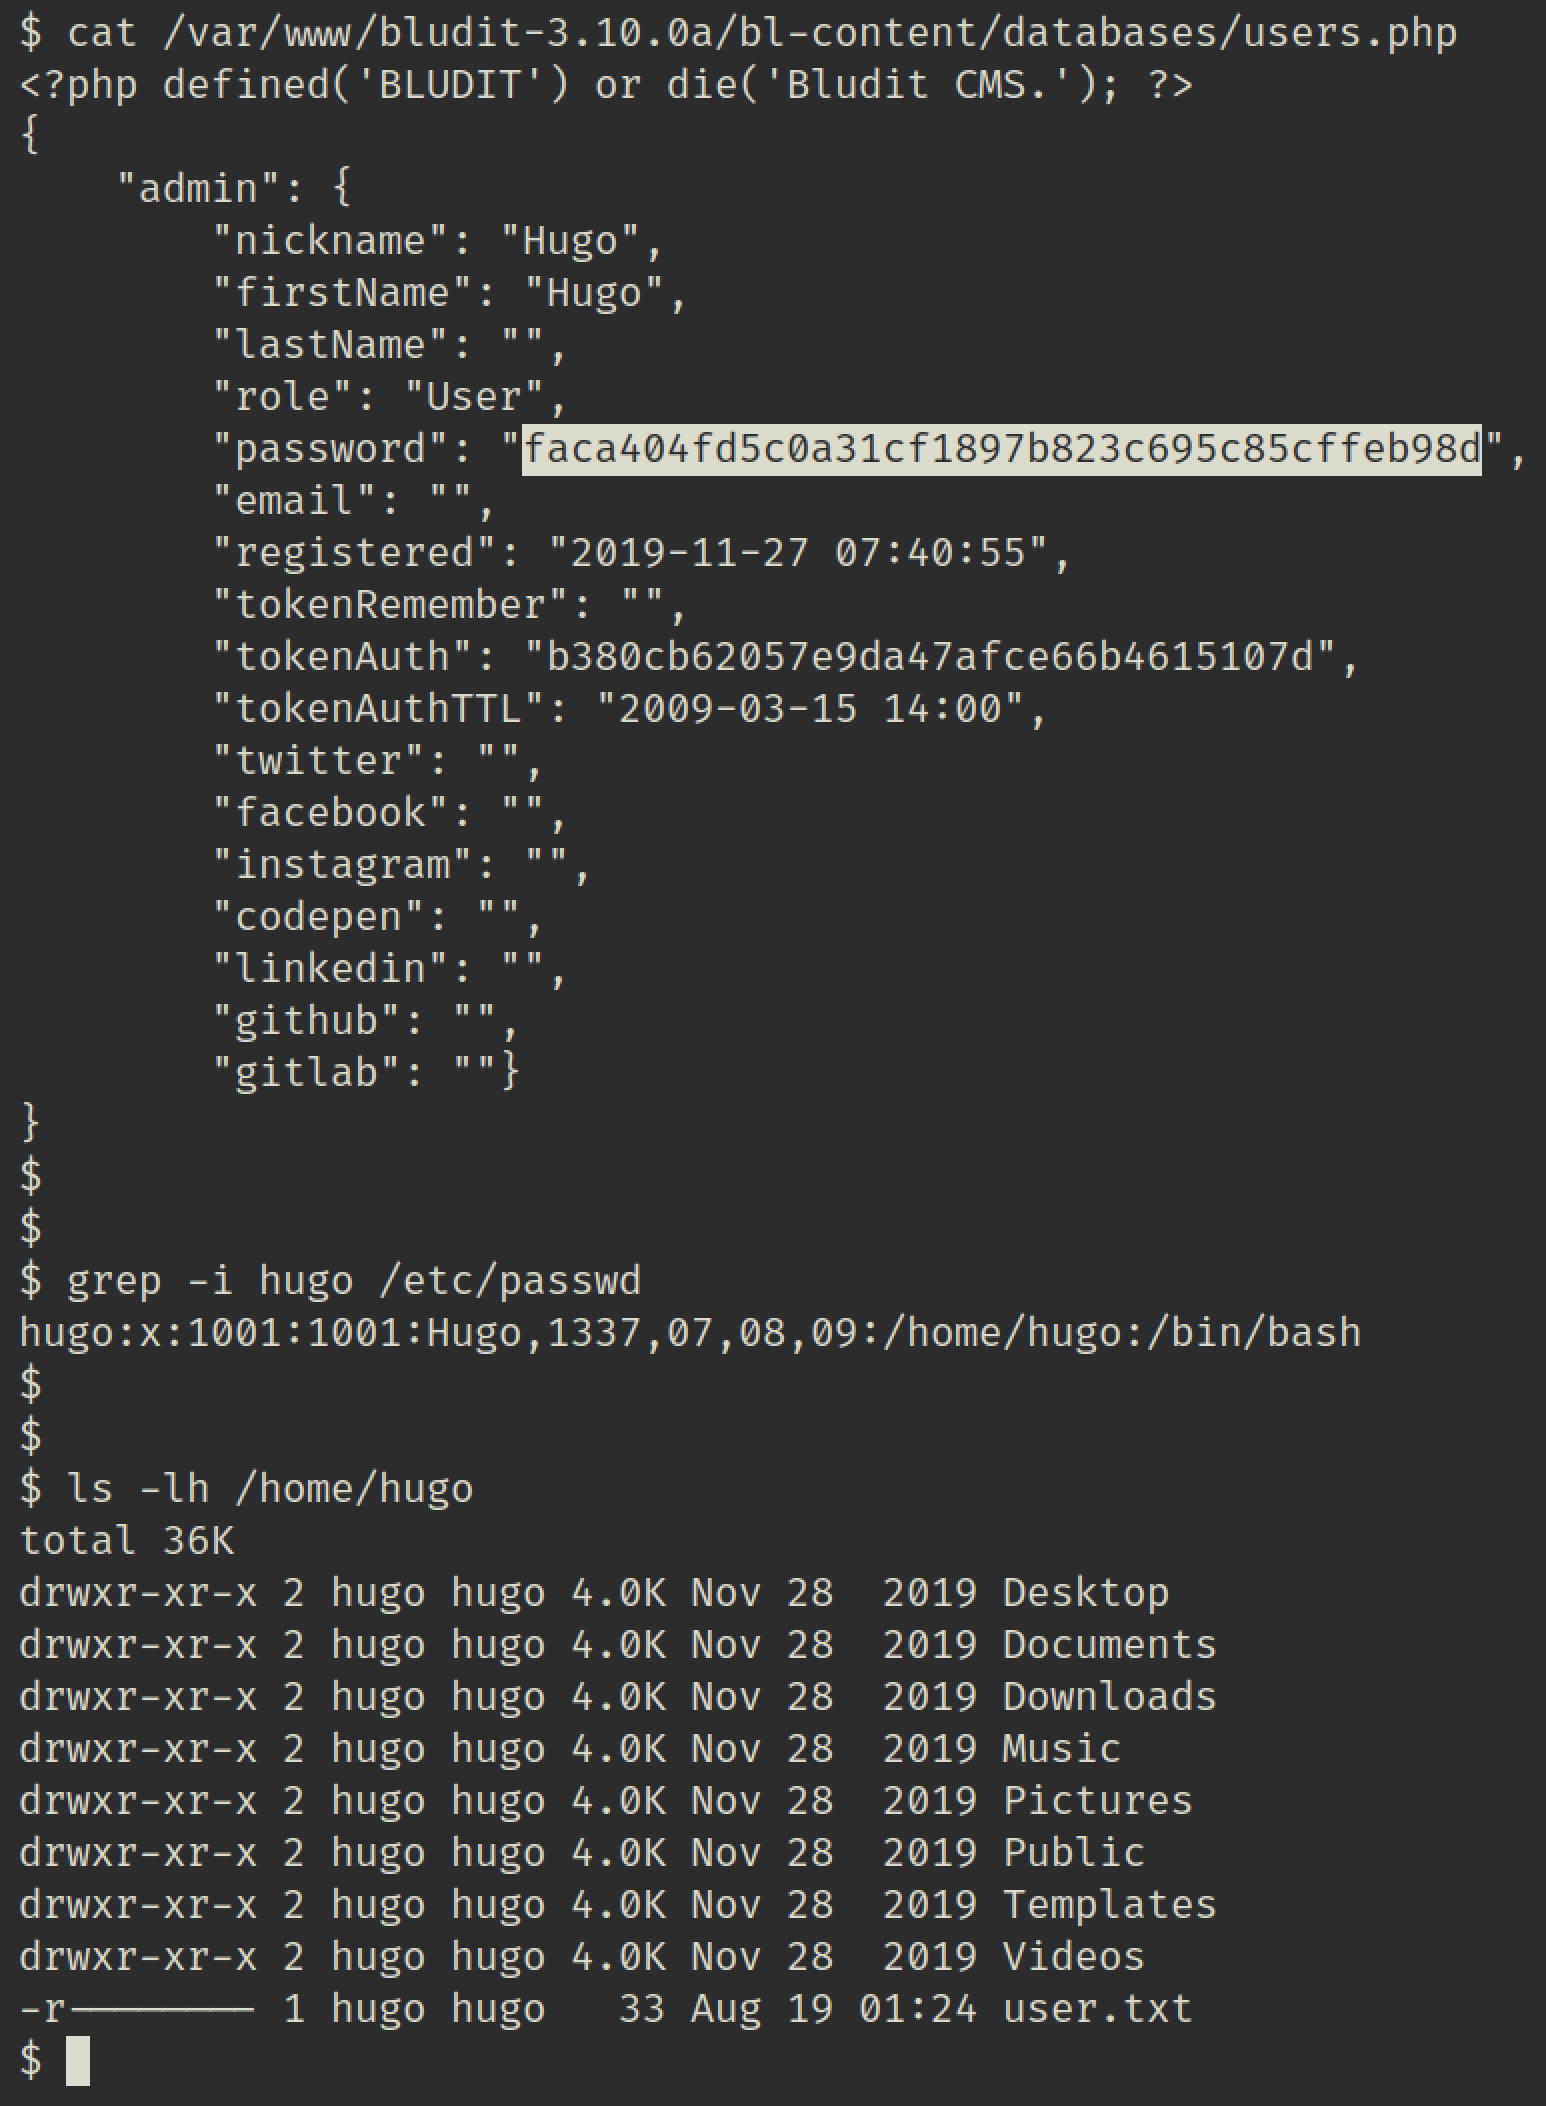 $ cat /var/www/bludit-3.10.0a/bl-content/databases/users.php
<?php defined('BLUDIT') or die('Bludit CMS.'); ?>
{
    "admin": {
        "nickname": "Hugo",
        "firstName": "Hugo",
        "lastName": "",
        "role": "User",
        "password": "faca404fd5c0a31cf1897b823c695c85cffeb98d",
        "email": "",
        "registered": "2019-11-27 07:40:55",
        "tokenRemember": "",
        "tokenAuth": "b380cb62057e9da47afce66b4615107d",
        "tokenAuthTTL": "2009-03-15 14:00",
        "twitter": "",
        "facebook": "",
        "instagram": "",
        "codepen": "",
        "linkedin": "",
        "github": "",
        "gitlab": ""}
}
$
$
$ grep -i hugo /etc/passwd
hugo:x:1001:1001:Hugo,1337,07,08,09:/home/hugo:/bin/bash
$
$
$ ls -lh /home/hugo
total 36K
drwxr-xr-x 2 hugo hugo 4.0K Nov 28  2019 Desktop
drwxr-xr-x 2 hugo hugo 4.0K Nov 28  2019 Documents
drwxr-xr-x 2 hugo hugo 4.0K Nov 28  2019 Downloads
drwxr-xr-x 2 hugo hugo 4.0K Nov 28  2019 Music
drwxr-xr-x 2 hugo hugo 4.0K Nov 28  2019 Pictures
drwxr-xr-x 2 hugo hugo 4.0K Nov 28  2019 Public
drwxr-xr-x 2 hugo hugo 4.0K Nov 28  2019 Templates
drwxr-xr-x 2 hugo hugo 4.0K Nov 28  2019 Videos
-r-------- 1 hugo hugo   33 Aug 19 01:24 user.txt
$